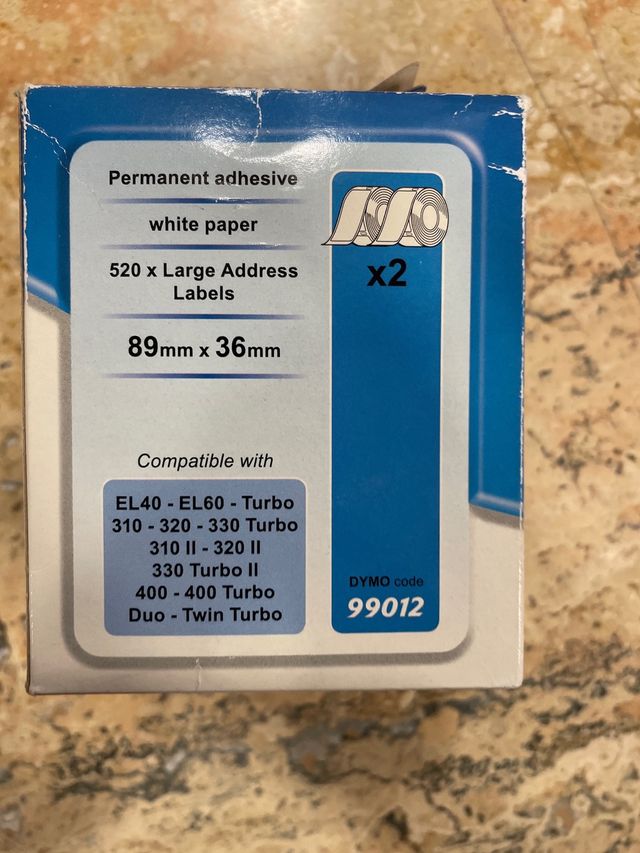 Permanent adhesive
white paper
520 x Large Address
Labels
89mm x 36mm
x2
Compatible with
EL40 - EL60 - Turbo
310 - 320 - 330 Turbo
310 II - 320 II
330 Turbo II
400 - 400 Turbo
Duo - Twin Turbo
DYMO code
99012